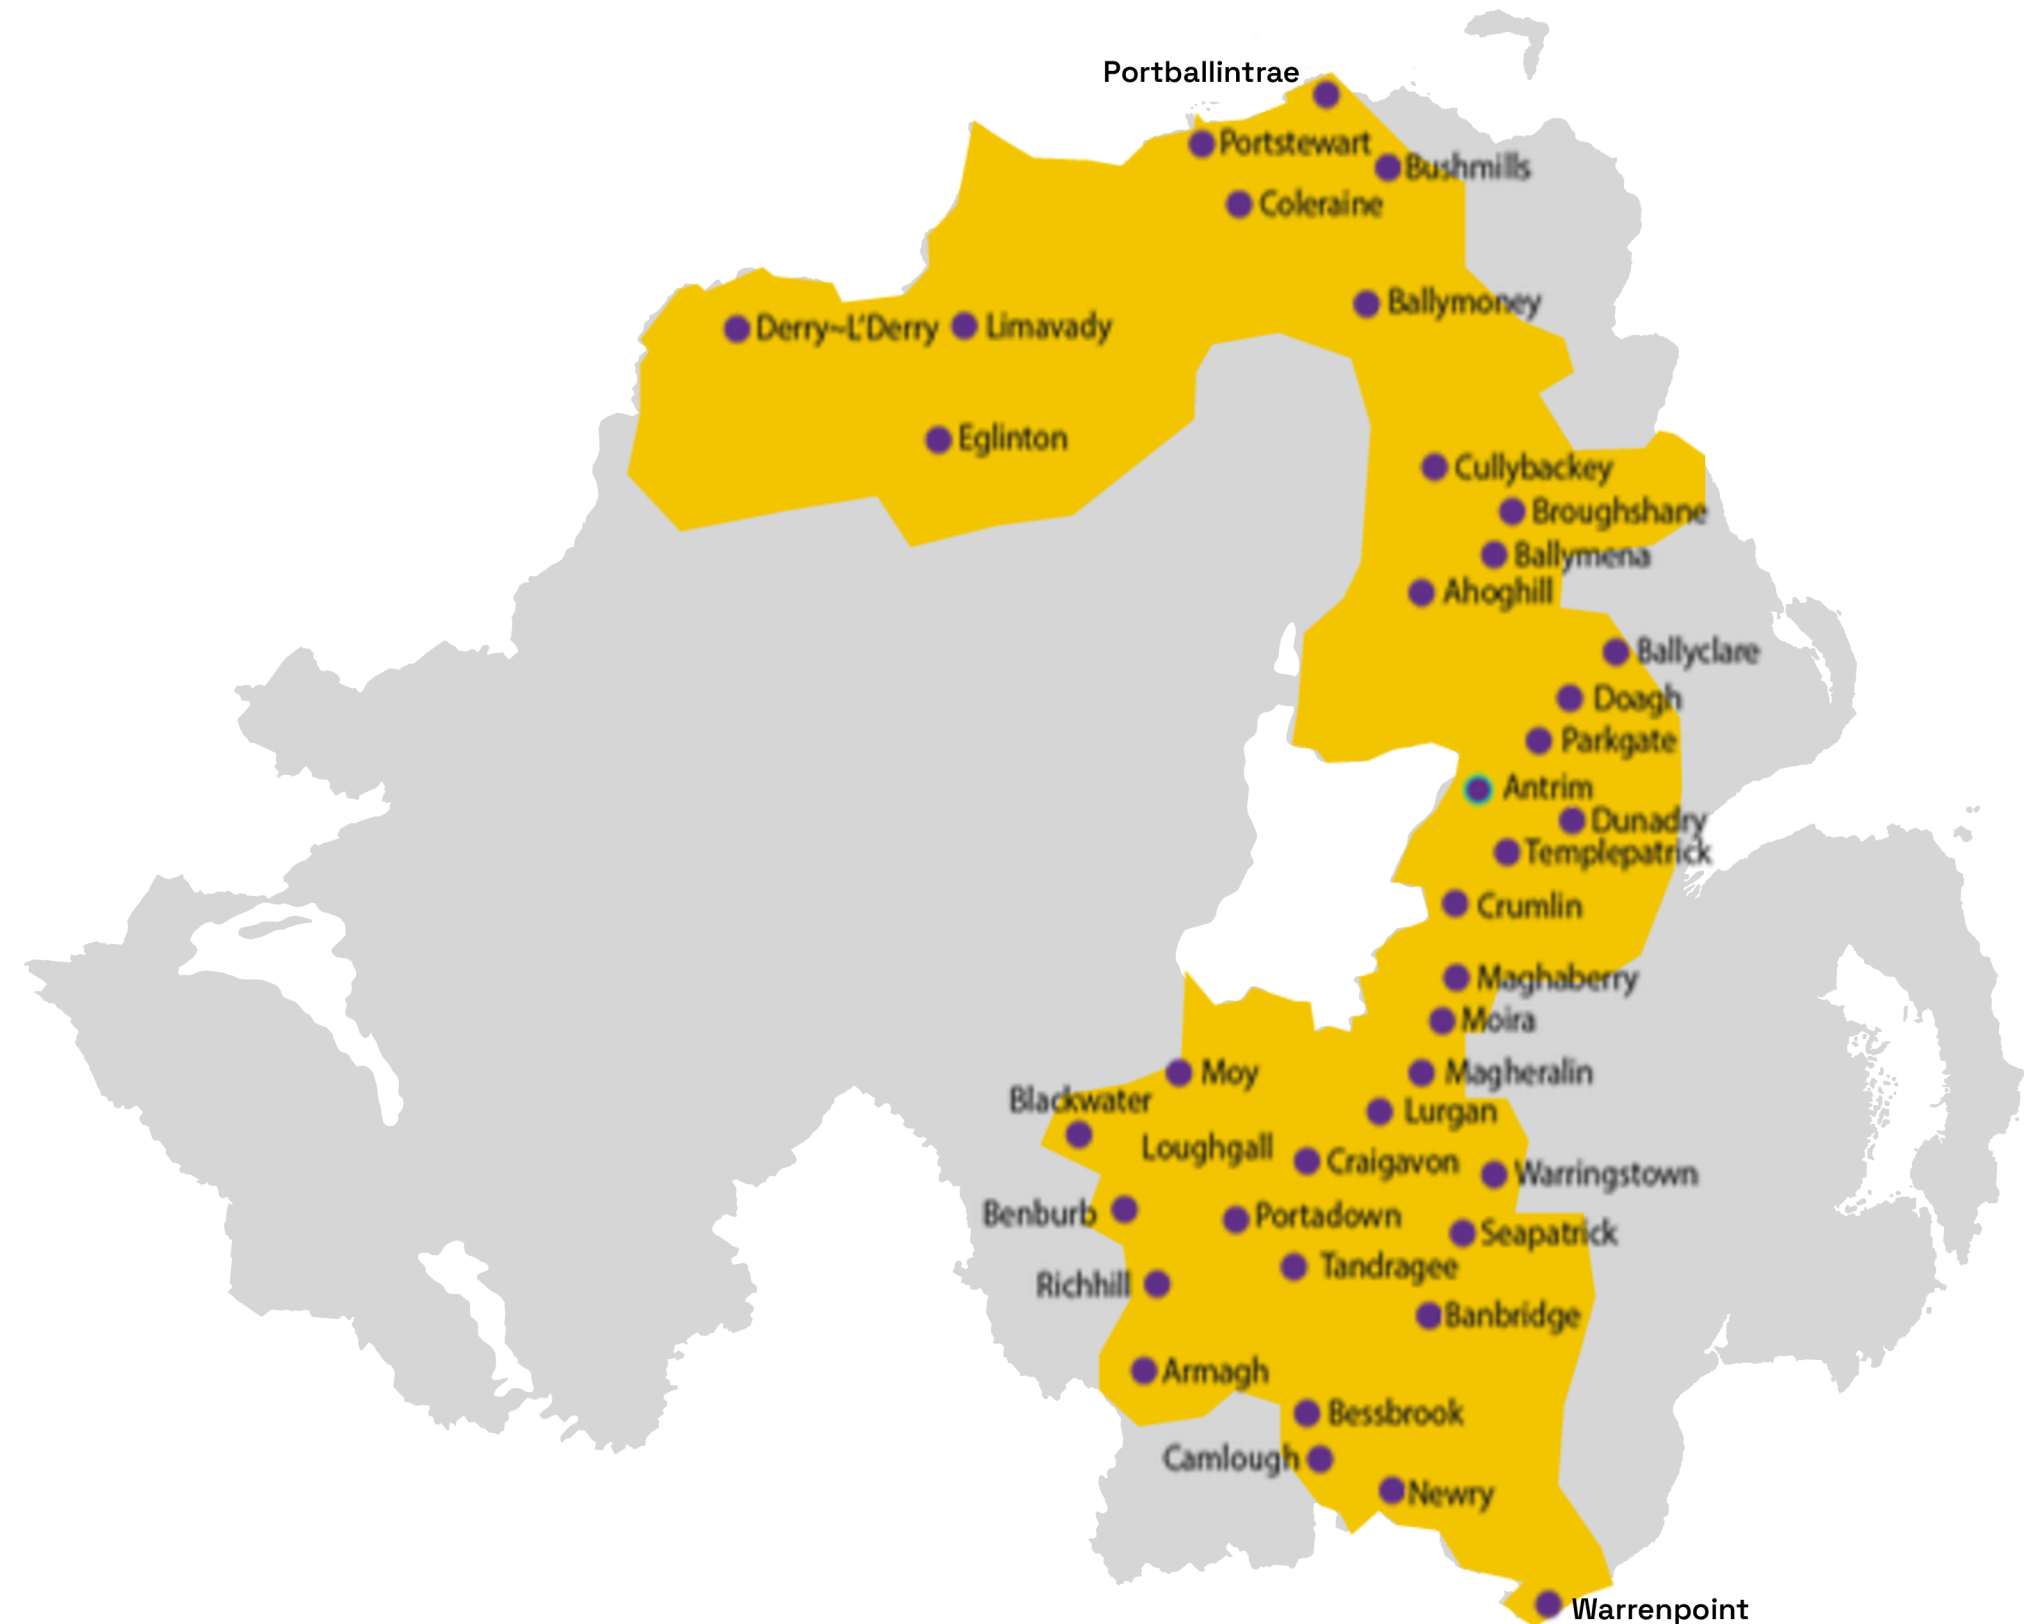 Portballintrae
Portstewart
Bushmills
Coleraine
Ballymoney
Derry~L'Derry
Limavady
Eglinton
Cullybackey
Broughshane
Ballymena
Ahoghill
Ballyclare
Doagh
Parkgate
Antrim
Dunadry
Templepatrick
Crumlin
Maghaberry
Moira
Moy
Magheralin
Blackwater
Lurgan
Loughgall
Craigavon
Warringstown
Benburb
Portadown
Seapatrick
Tandragee
Richhill
Banbridge
Armagh
Bessbrook
Camlough
Newry
Warrenpoint